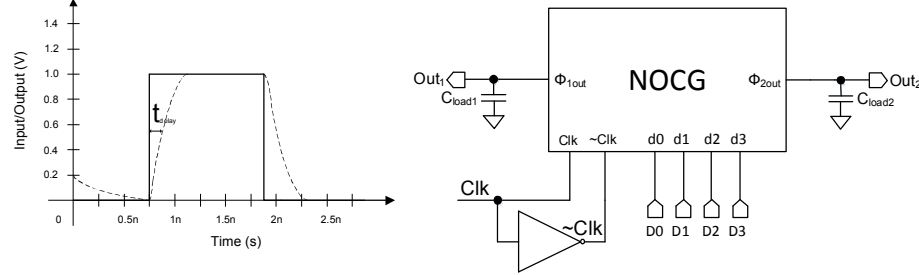 1.4
1.2
1.0
0.8
0.6
0.4
0.2
Input/Output (V)
tdelay
0 0.5n 1n 1.5n 2n 2.5n
Time (s)
NOCG
Out1 Φ1out Φ2out Out2
Cload1 Cload2
Clk ~Clk d0 d1 d2 d3
Clk
~Clk
D0 D1 D2 D3